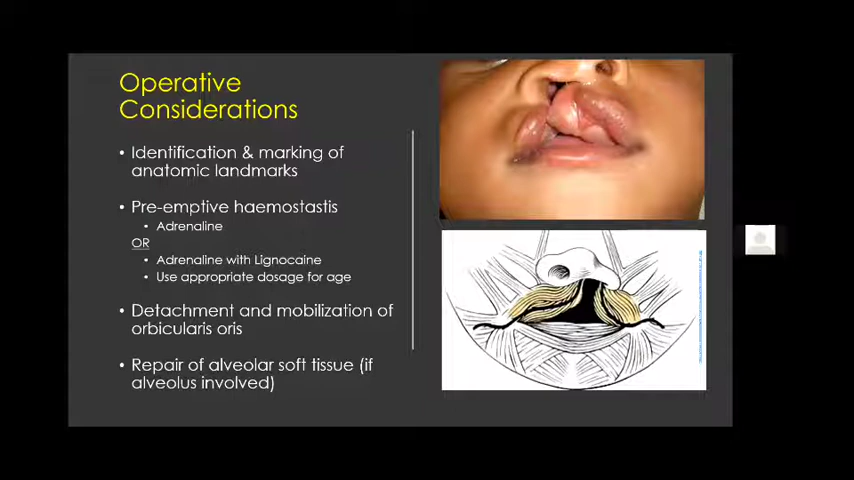 Operative
Considerations
• Identification & marking of
anatomic landmarks
• Pre-emptive haemostastis
• Adrenaline
OR
• Adrenaline with Lignocaine
• Use appropriate dosage for age
• Detachment and mobilization of
orbicularis oris
• Repair of alveolar soft tissue (if
alveolus involved)